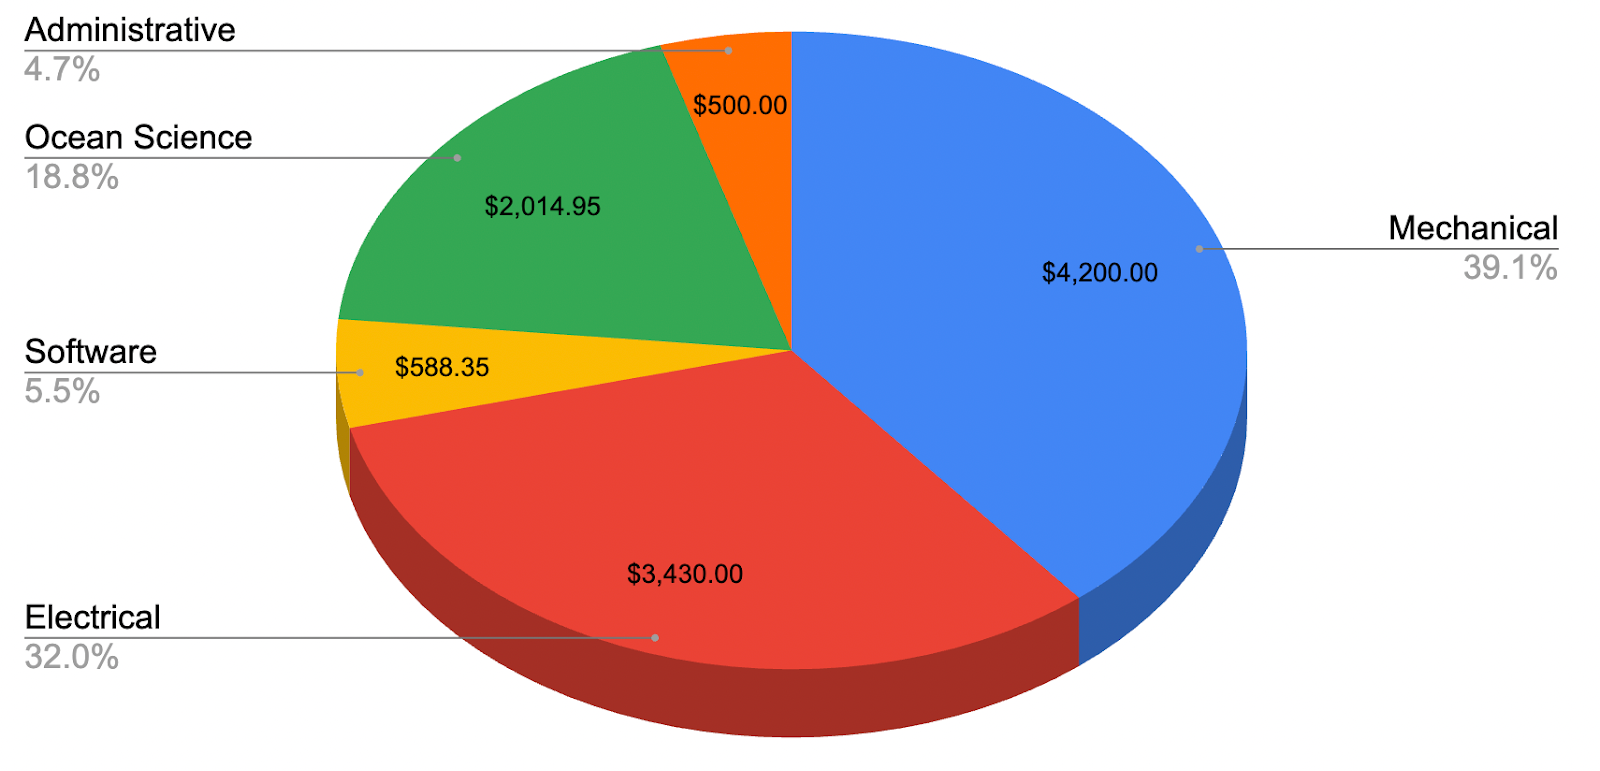 Administrative
4.7%
$500.00
Ocean Science
18.8%
$2,014.95
Mechanical
39.1%
$4,200.00
Software
5.5%
$588.35
Electrical
32.0%
$3,430.00